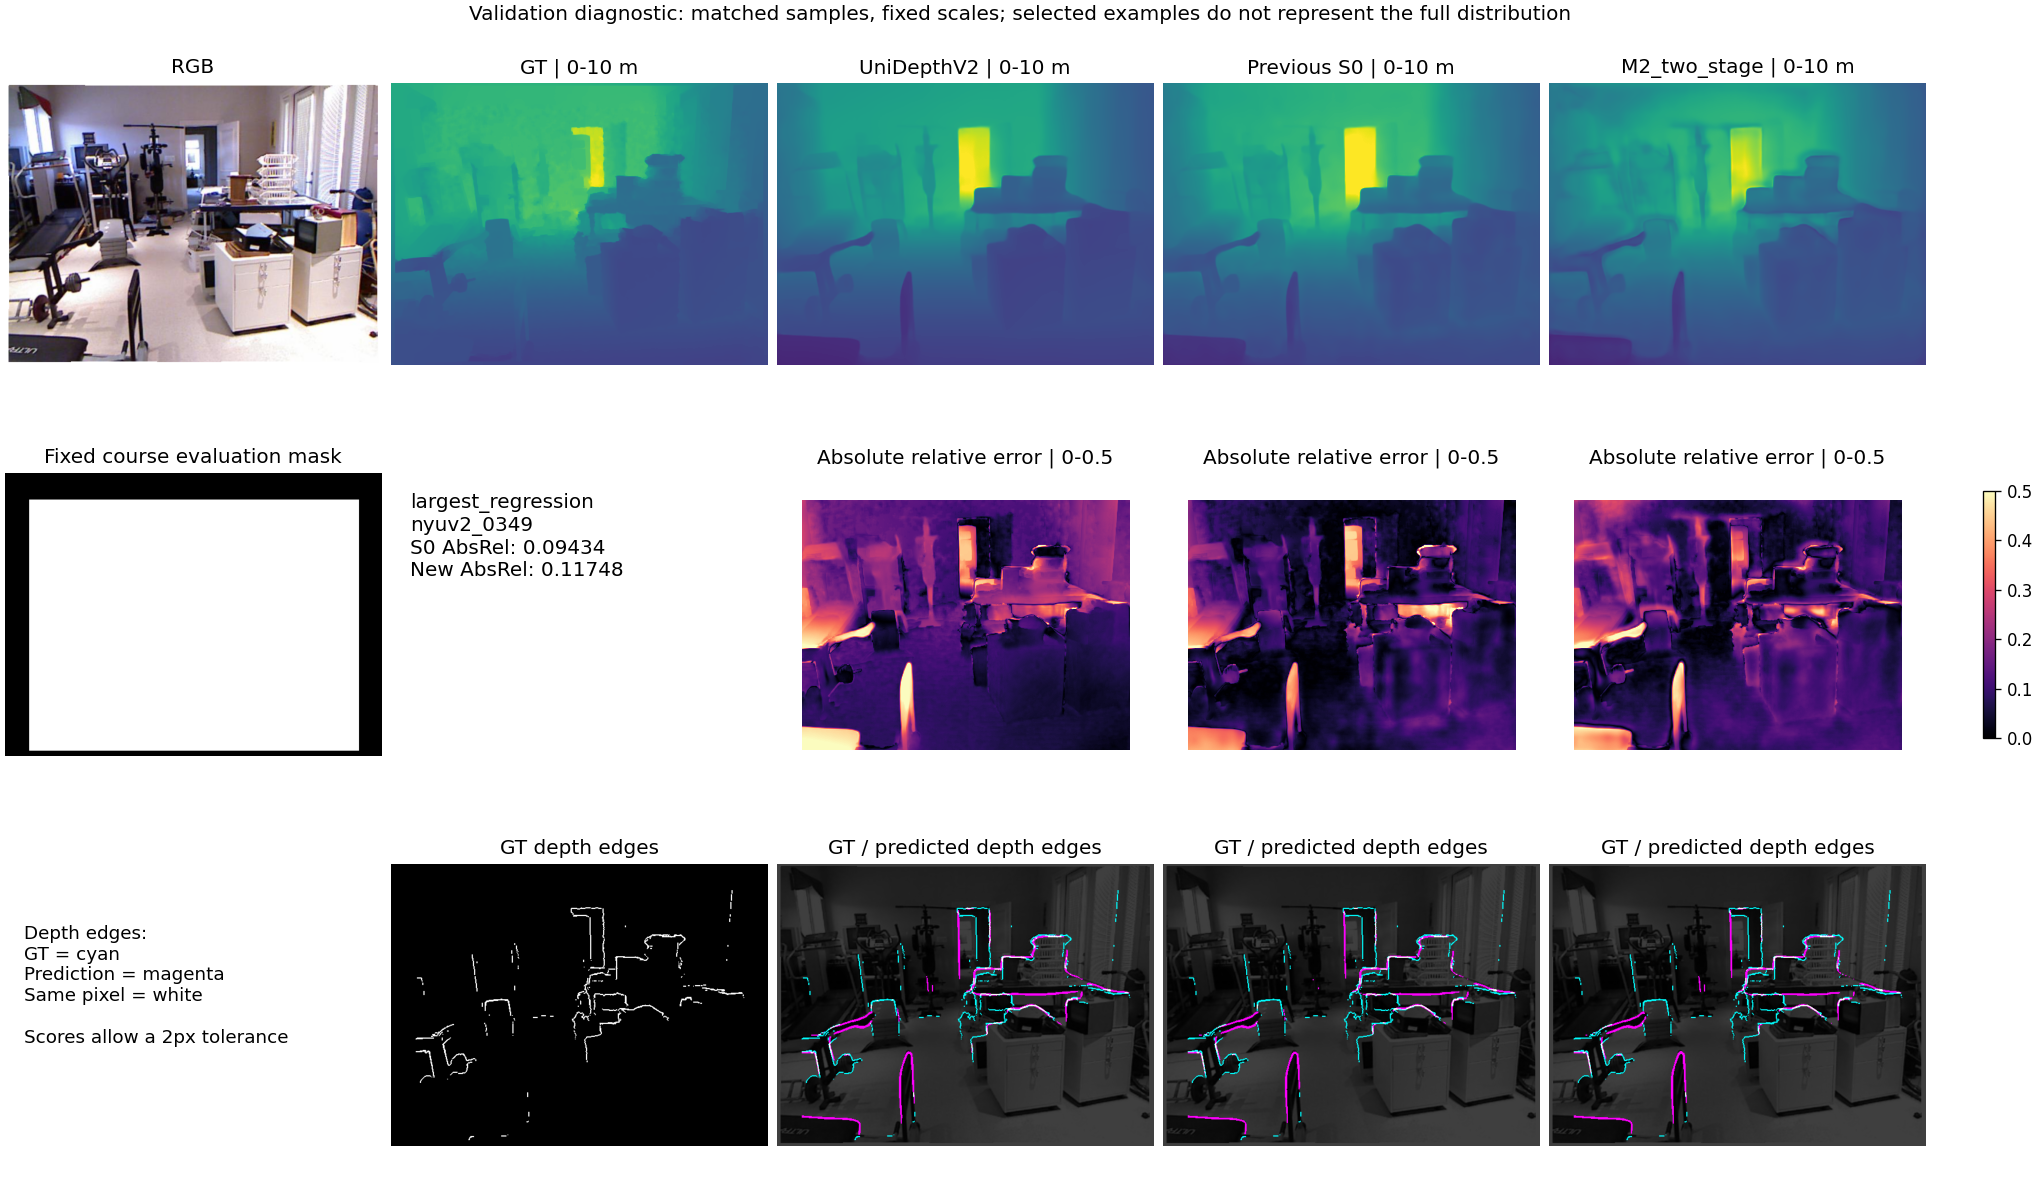 Validation diagnostic: matched samples, fixed scales; selected examples do not represent the full distribution
RGB
GT | 0-10 m
UniDepthV2 | 0-10 m
Previous S0 | 0-10 m
M2_two_stage | 0-10 m
ULTRA
Fixed course evaluation mask
largest_regression
nyuv2_0349
S0 AbsRel: 0.09434
New AbsRel: 0.11748
Absolute relative error | 0-0.5
Absolute relative error | 0-0.5
Absolute relative error | 0-0.5
0.5
0.4
0.3
0.2
0.1
0.0
Depth edges:
GT = cyan
Prediction = magenta
Same pixel = white
Scores allow a 2px tolerance
GT depth edges
GT / predicted depth edges
GT / predicted depth edges
GT / predicted depth edges